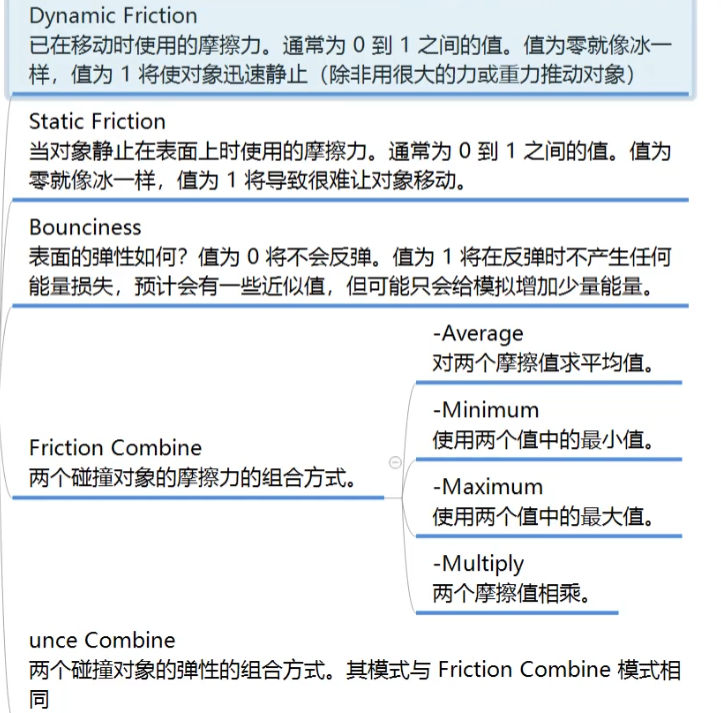 Dynamic Friction
已在移动时使用的摩擦力。通常为 0 到 1 之间的值。值为零就像冰一
样，值为 1 将使对象迅速静止（除非用很大的力或重力推动对象）
Static Friction
当对象静止在表面上时使用的摩擦力。通常为 0 到 1 之间的值。值为
零就像冰一样，值为 1 将导致很难让对象移动。
Bounciness
表面的弹性如何？值为 0 将不会反弹。值为 1 将在反弹时不产生任何
能量损失，预计会有一些近似值，但可能只会给模拟增加少量能量。
Friction Combine
两个碰撞对象的摩擦力的组合方式。
-Average
对两个摩擦值求平均值。
-Minimum
使用两个值中的最小值。
-Maximum
使用两个值中的最大值。
-Multiply
两个摩擦值相乘。
unce Combine
两个碰撞对象的弹性的组合方式。其模式与 Friction Combine 模式相
同